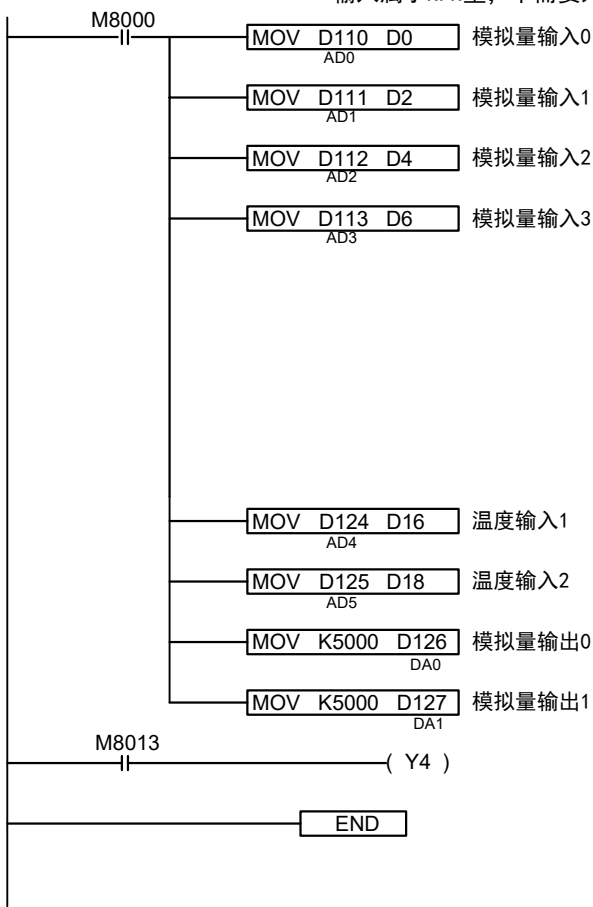 M8000
MOV D110 D0 模拟量输入0
AD0
MOV D111 D2 模拟量输入1
AD1
MOV D112 D4 模拟量输入2
AD2
MOV D113 D6 模拟量输入3
AD3
MOV D124 D16 温度输入1
AD4
MOV D125 D18 温度输入2
AD5
MOV K5000 D126 模拟量输出0
DA0
MOV K5000 D127 模拟量输出1
DA1
M8013
( Y4 )
END